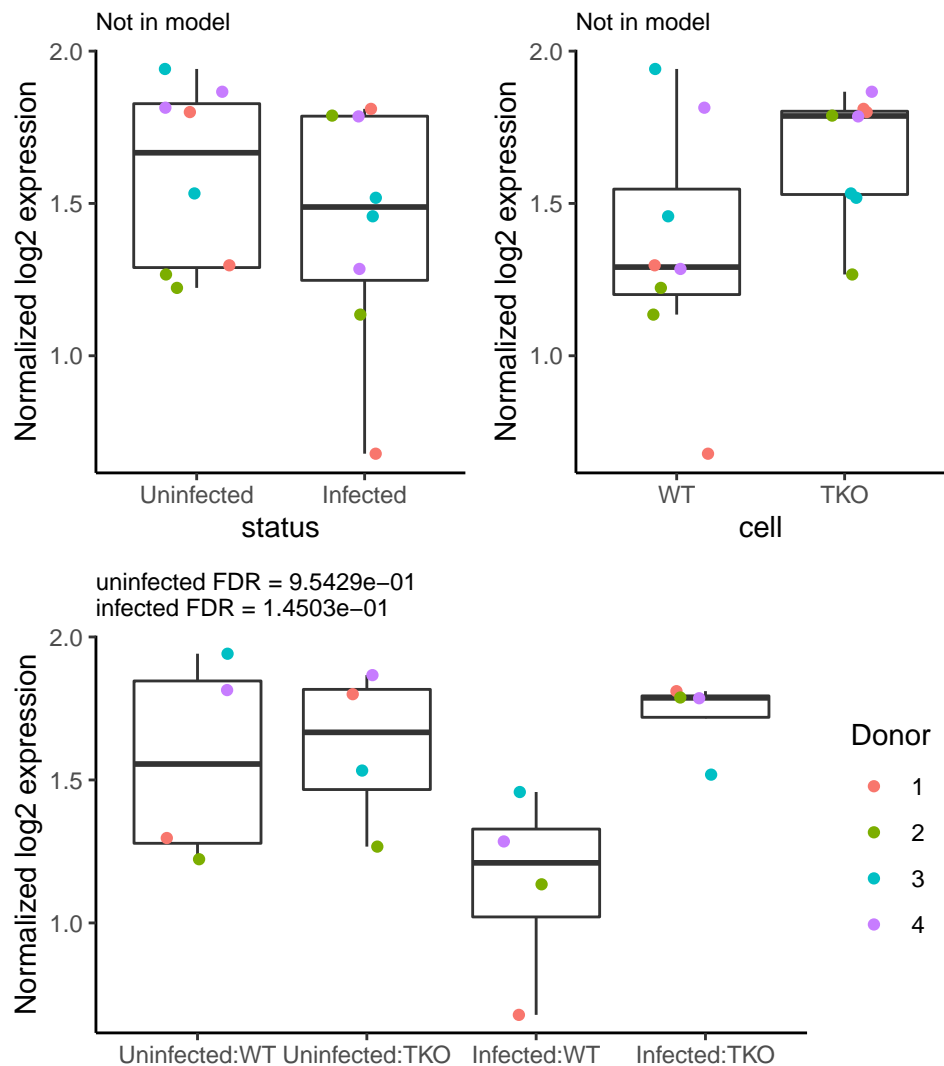 Not in model
Normalized log2 expression
2.0
1.5
1.0
Uninfected
Infected
status
Not in model
Normalized log2 expression
2.0
1.5
1.0
WT
TKO
cell
uninfected FDR = 9.5429e−01
infected FDR = 1.4503e−01
Normalized log2 expression
2.0
1.5
1.0
Uninfected:WT
Uninfected:TKO
Infected:WT
Infected:TKO
Donor
1
2
3
4